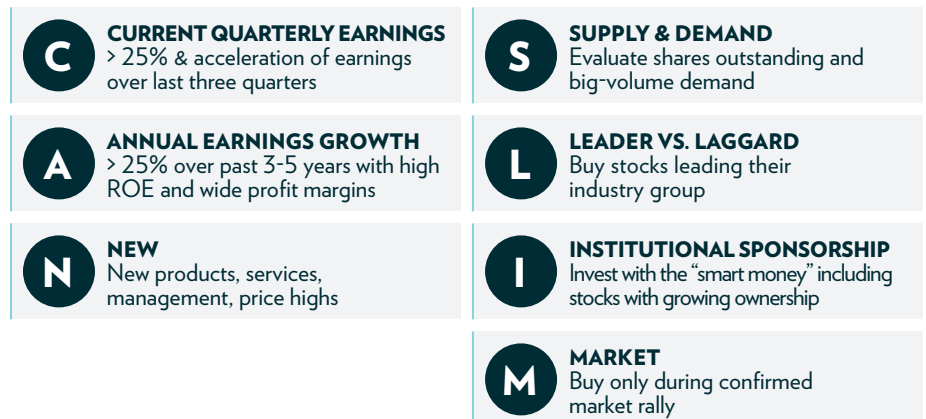 C
CURRENT QUARTERLY EARNINGS
> 25% & acceleration of earnings
over last three quarters
A
ANNUAL EARNINGS GROWTH
> 25% over past 3-5 years with high
ROE and wide profit margins
N
NEW
New products, services,
management, price highs
S
SUPPLY & DEMAND
Evaluate shares outstanding and
big-volume demand
L
LEADER VS. LAGGARD
Buy stocks leading their
industry group
I
INSTITUTIONAL SPONSORSHIP
Invest with the “smart money” including
stocks with growing ownership
M
MARKET
Buy only during confirmed
market rally